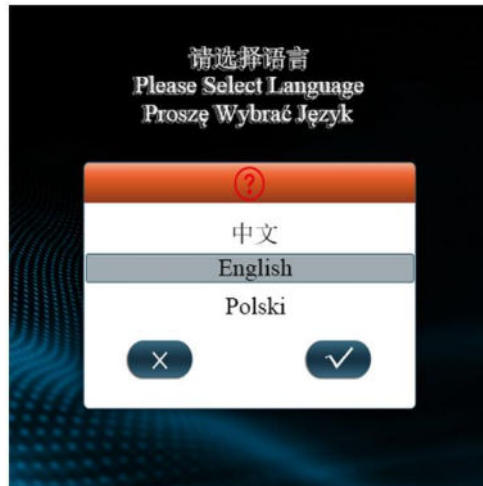 请选择语言
Please Select Language
Proszę Wybrać Język
?
中文
English
Polski
X